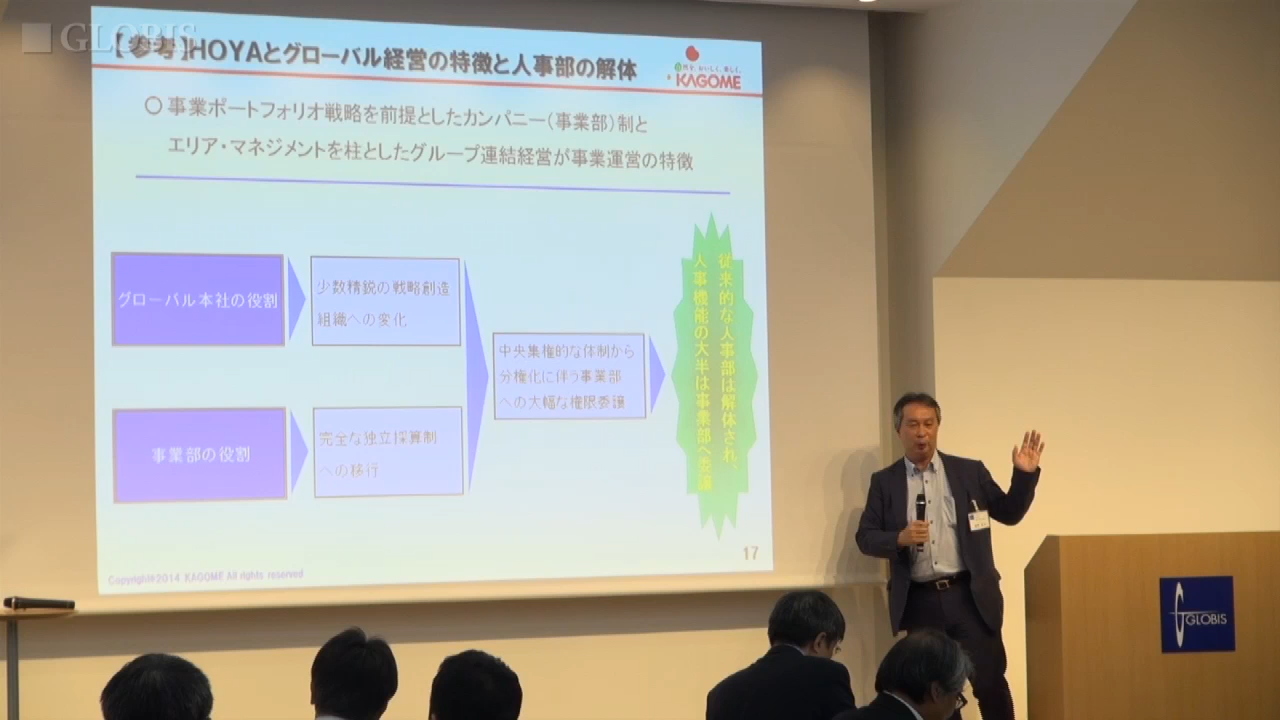 GLOBIS
【参考】HOYAとグローバル経営の特徴と人事部の解体
KAGOME
〇 事業ポートフォリオ戦略を前提としたカンパニー（事業部）制と
エリア・マネジメントを柱としたグループ連結経営が事業運営の特徴
グローバル本社の役割
少数精鋭の戦略創造
組織への変化
事業部の役割
完全な独立採算制
への移行
中央集権的な体制から
分権化に伴う事業部
への大幅な権限委譲
従来的な人事部は解体され、
人事機能の大半は事業部へ委譲
17
Copyright©2014 KAGOME All rights reserved
GLOBIS